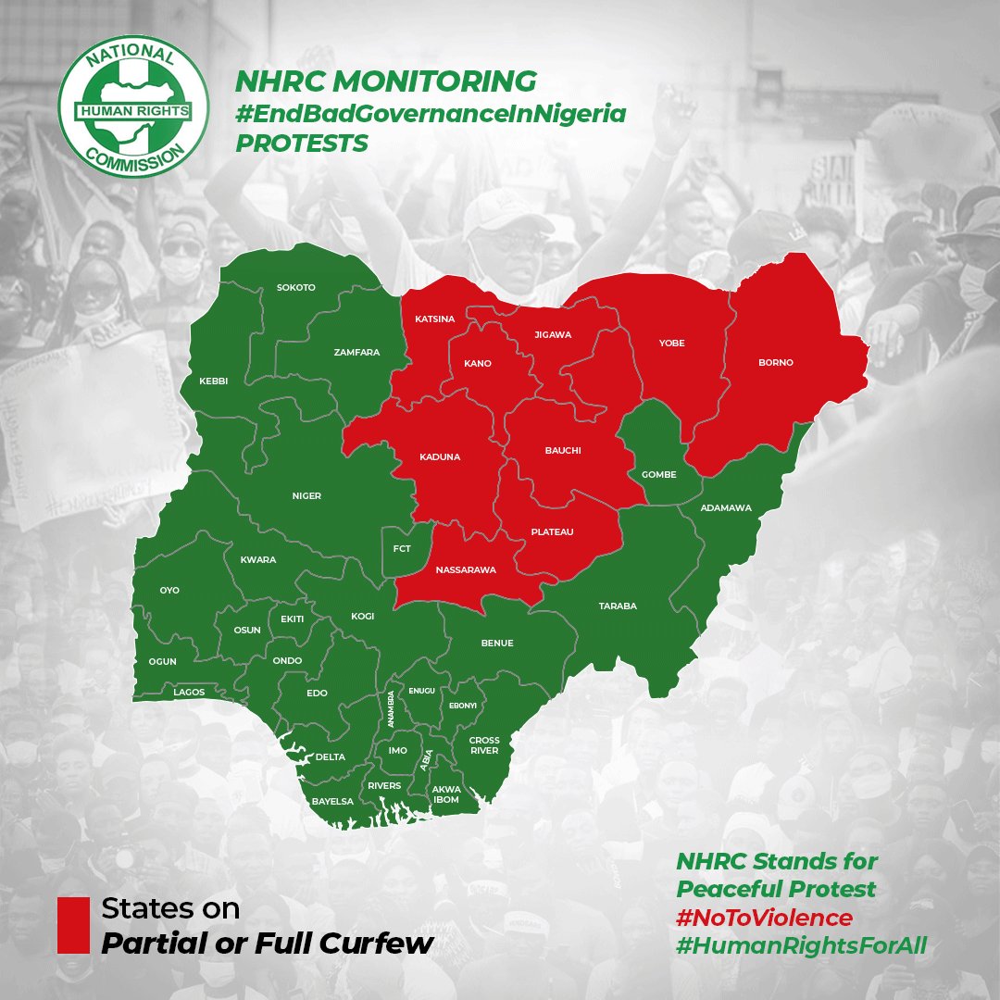 NATIONAL
HUMAN RIGHTS
COMMISSION
NHRC MONITORING
#EndBadGovernanceInNigeria
PROTESTS
SOKOTO
KATSINA
JIGAWA
YOBE
ZAMFARA
KANO
BORNO
KEBBI
KADUNA
BAUCHI
GOMBE
NIGER
ADAMAWA
PLATEAU
FCT
KWARA
NASSARAWA
OYO
TARABA
KOGI
EKITI
OSUN
BENUE
OGUN
ONDO
LAGOS
EDO
ANAMBRA
ENUGU
EBONYI
CROSS
RIVER
IMO
ABIA
DELTA
RIVERS
AKWA
IBOM
BAYELSA
NHRC Stands for
Peaceful Protest
#NoToViolence
#HumanRightsForAll
States on
Partial or Full Curfew